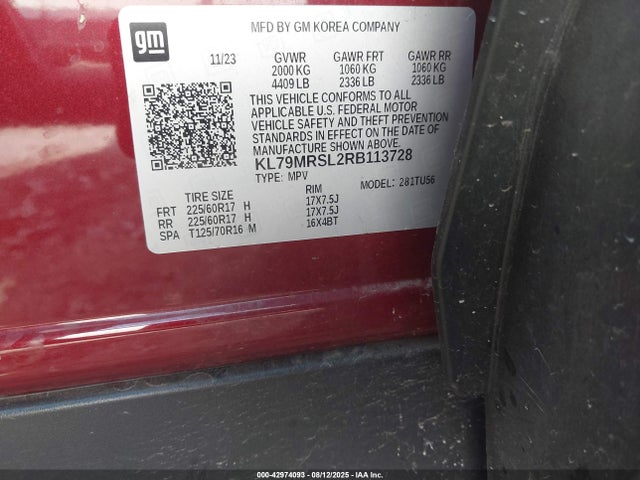 gm
MFD BY GM KOREA COMPANY
11/23 GVWR GAWR FRT GAWR RR
2000 KG 1060 KG 1060 KG
4409 LB 2336 LB 2336 LB
THIS VEHICLE CONFORMS TO ALL
APPLICABLE U.S. FEDERAL MOTOR
VEHICLE SAFETY AND THEFT PREVENTION
STANDARDS IN EFFECT ON THE DATE OF
MANUFACTURE SHOWN ABOVE.
KL79MRSL2RB113728
TYPE: MPV MODEL: 281TU56
TIRE SIZE RIM
FRT 225/60R17 H 17X7.5J
RR 225/60R17 H 17X7.5J
SPA T125/70R16 M 16X4BT
000-42974093 - 08/12/2025 - IAA Inc.